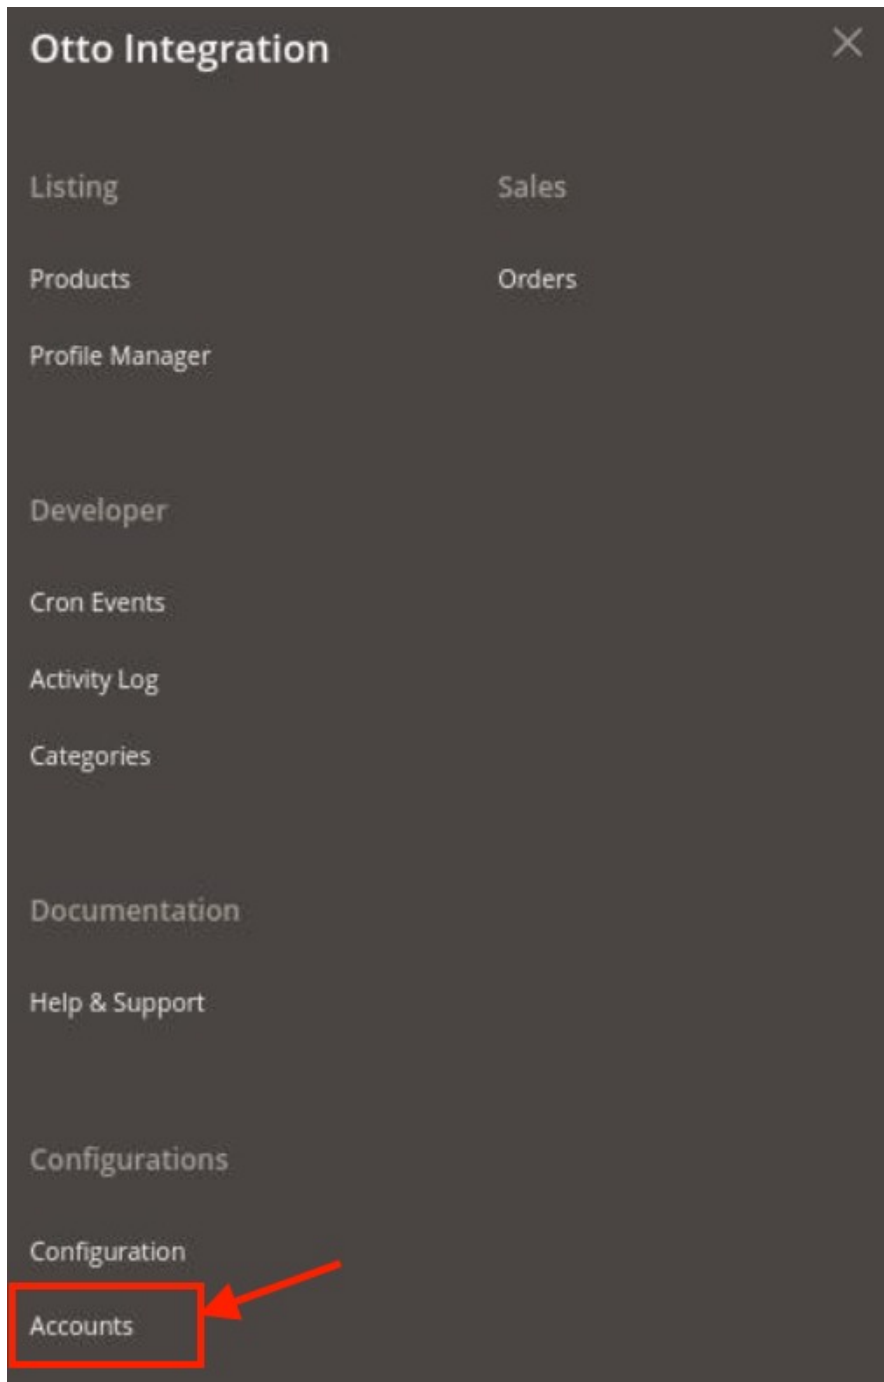 Otto Integration
Listing
Products
Profile Manager
Sales
Orders
Developer
Cron Events
Activity Log
Categories
Documentation
Help & Support
Configurations
Configuration
Accounts